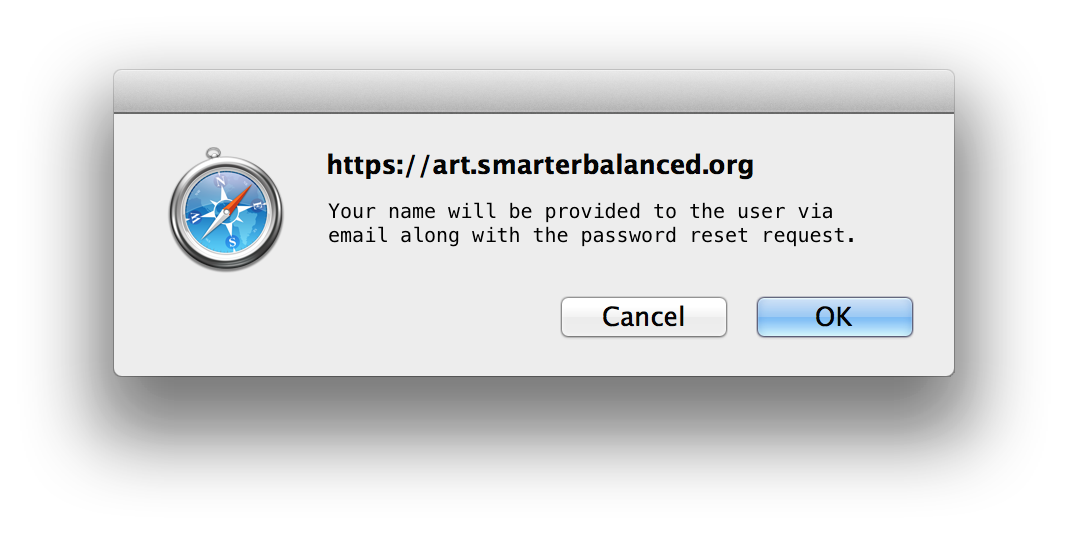 https://art.smarterbalanced.org
Your name will be provided to the user via
email along with the password reset request.
N
E
W
S
Cancel
OK